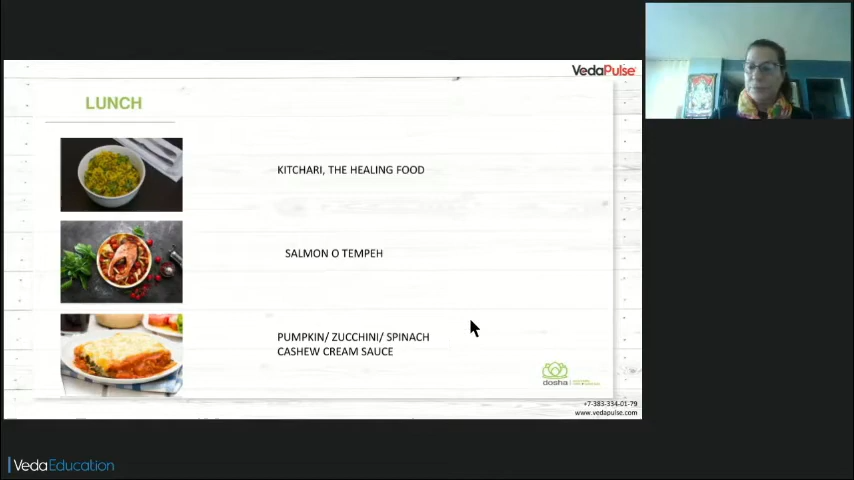 VedaPulse
LUNCH
KITCHARI, THE HEALING FOOD
SALMON O TEMPEH
PUMPKIN/ ZUCCHINI/ SPINACH
CASHEW CREAM SAUCE
dosha
+7-383-334-01-79
www.vedapulse.com
VedaEducation